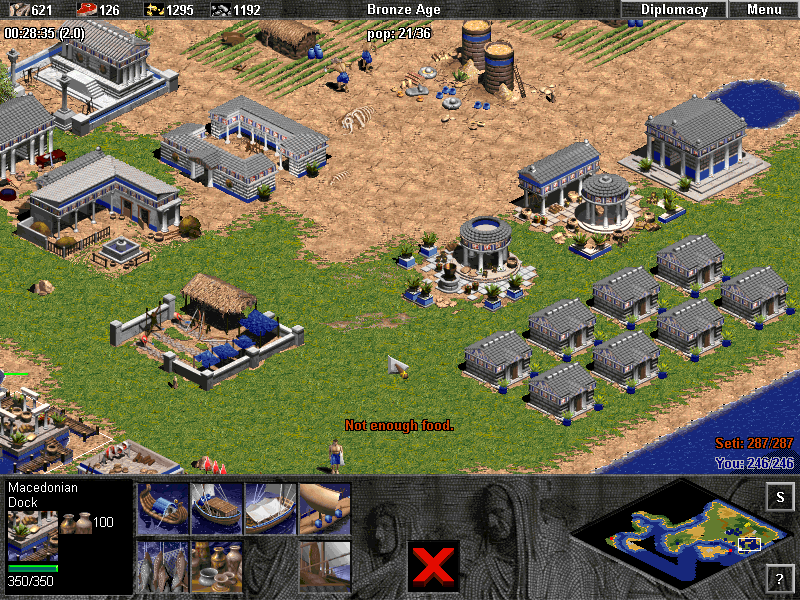 621 126 1295 1192 Bronze Age Diplomacy Menu
00:28:35 (2.0) pop: 21/36
Not enough food.
Seti: 287/287
You: 246/246
Macedonian
Dock
100
350/350
S
?